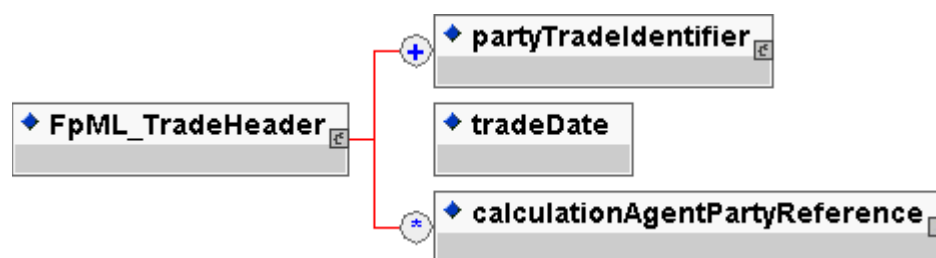 + partyTradeIdentifier
FpML_TradeHeader
tradeDate
* calculationAgentPartyReference